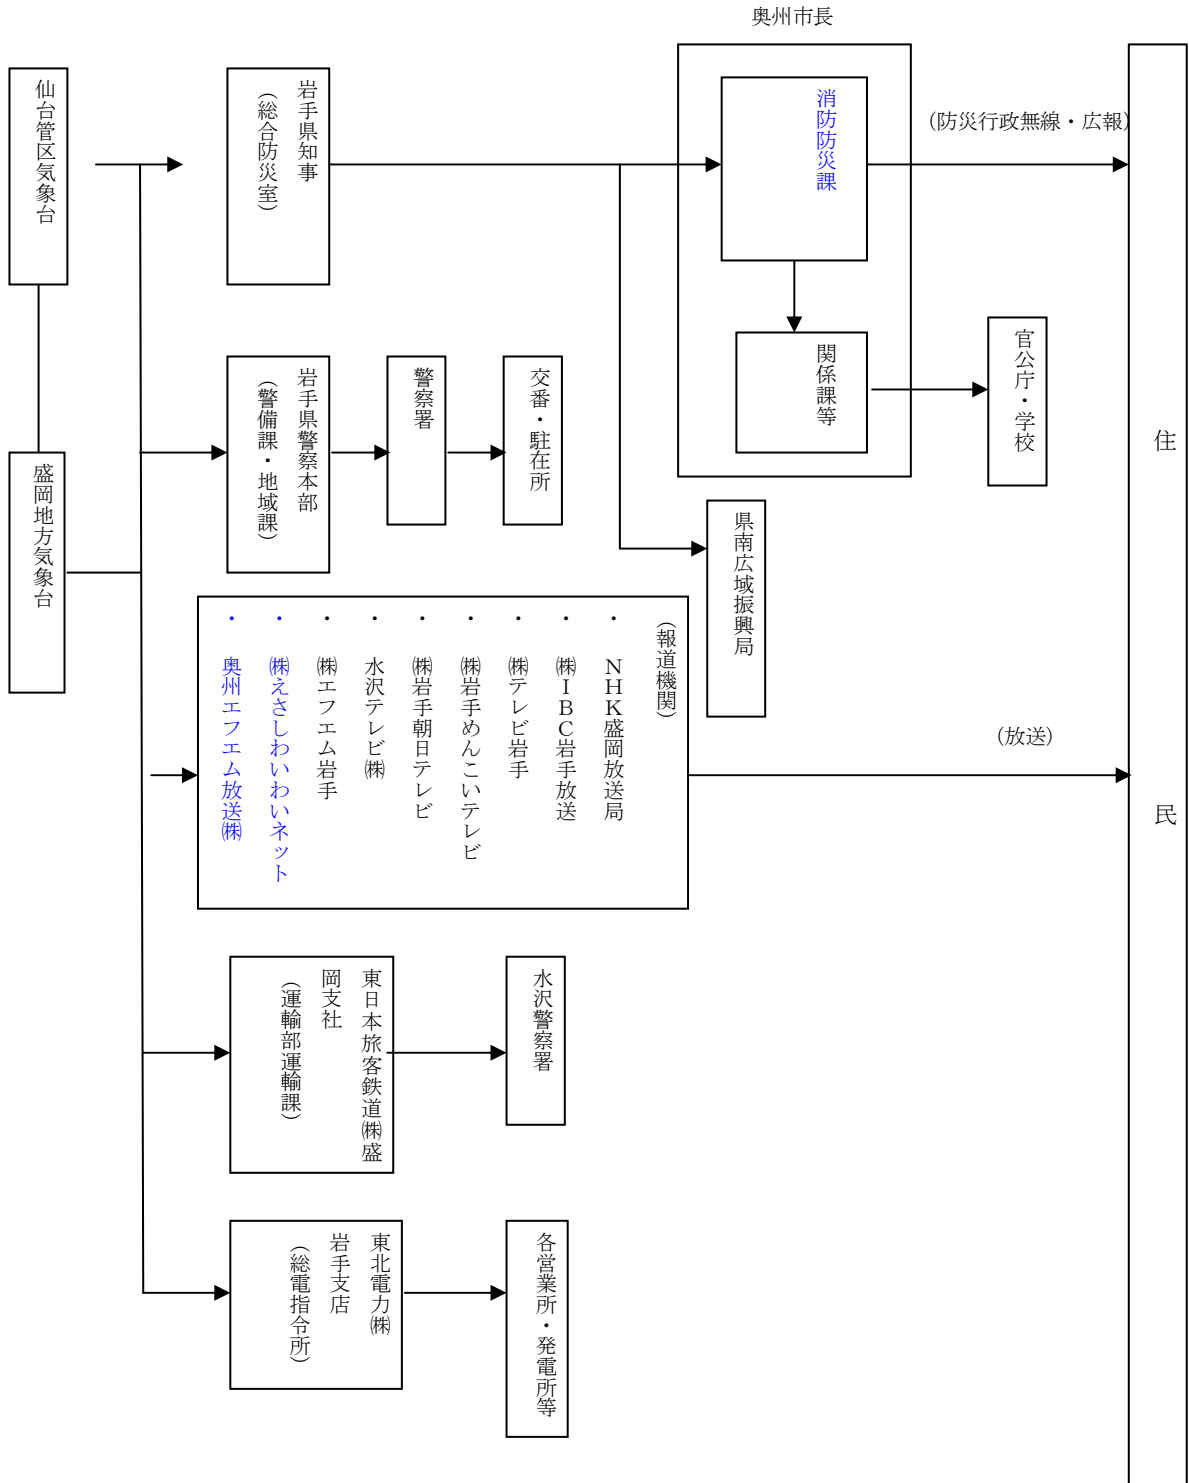 奥州市長
仙台管区気象台
岩手県知事
（総合防災室）
消防防災課
（防災行政無線・広報）
関係課等
官公庁・学校
住民
盛岡地方気象台
岩手県警察本部
（警備課・地域課）
警察署
交番・駐在所
県南広域振興局
（報道機関）
・　ＮＨＫ盛岡放送局
・　㈱ＩＢＣ岩手放送
・　㈱テレビ岩手
・　㈱岩手めんこいテレビ
・　㈱岩手朝日テレビ
・　水沢テレビ㈱
・　㈱エフエム岩手
・　㈱えさしわいわいネット
・　奥州エフエム放送㈱
（放送）
東日本旅客鉄道㈱盛
岡支社
（運輸部運輸課）
水沢警察署
東北電力㈱
岩手支店
（総電指令所）
各営業所・発電所等